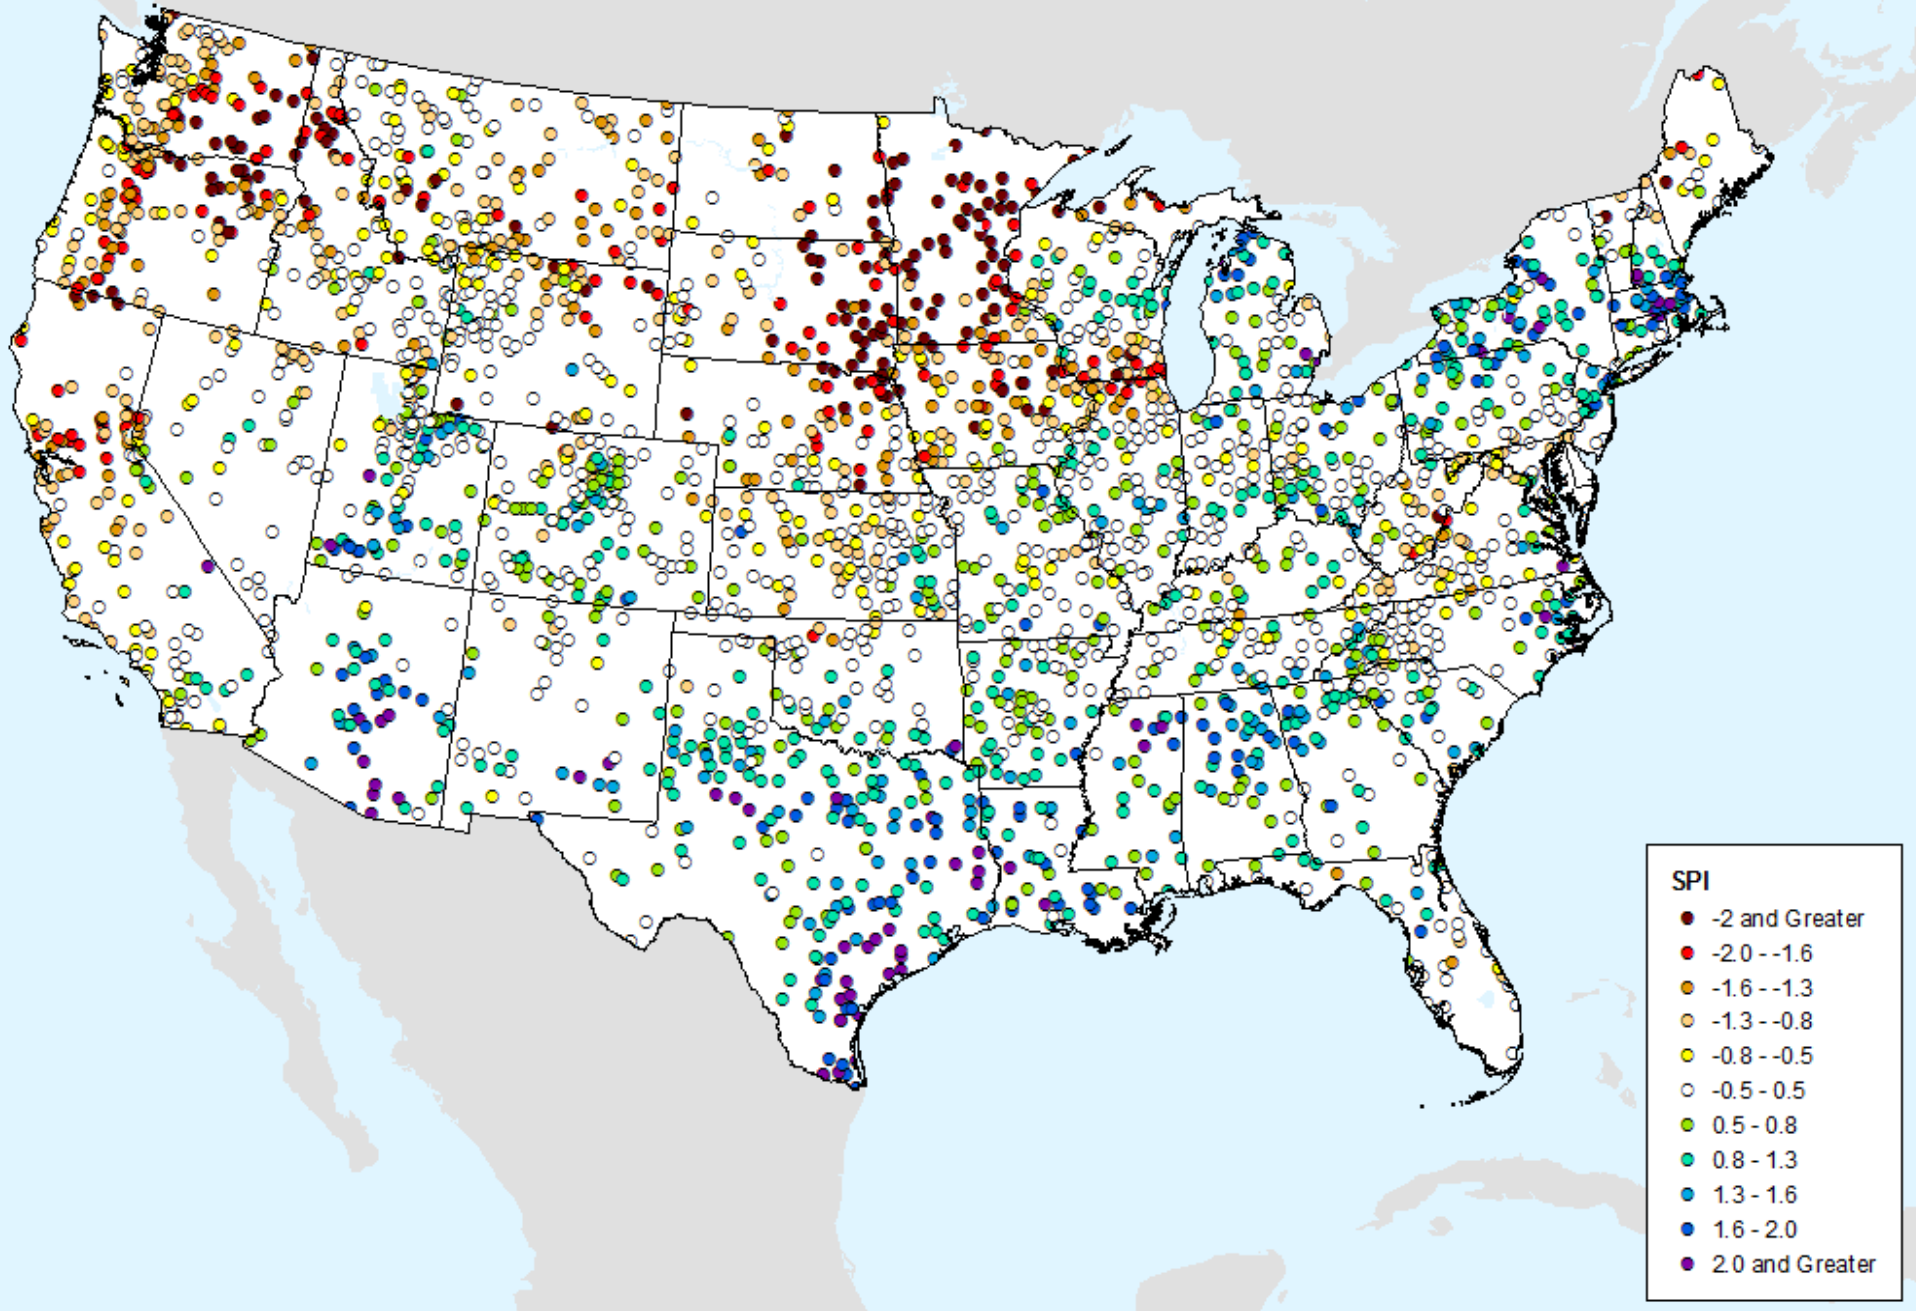 SPI
-2 and Greater
-2.0 - -1.6
-1.6 - -1.3
-1.3 - -0.8
-0.8 - -0.5
-0.5 - 0.5
0.5 - 0.8
0.8 - 1.3
1.3 - 1.6
1.6 - 2.0
2.0 and Greater